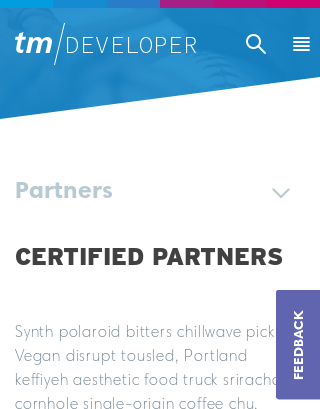 tm/DEVELOPER
Partners
CERTIFIED PARTNERS
Synth polaroid bitters chillwave pick
Vegan disrupt tousled, Portland
keffiyeh aesthetic food truck sriracha
cornhole single-origin coffee chu.
FEEDBACK